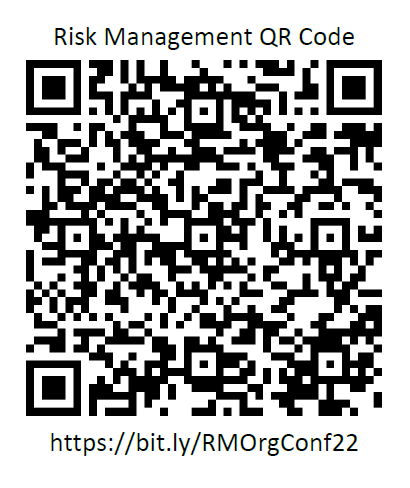 Risk Management QR Code
https://bit.ly/RMOrgConf22